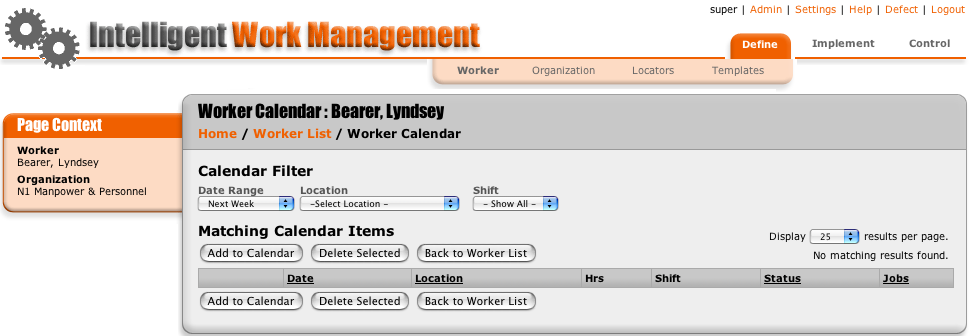 super | Admin | Settings | Help | Defect | Logout
Intelligent Work Management
Define Implement Control
Worker Organization Locators Templates
Page Context
Worker
Bearer, Lyndsey
Organization
N1 Manpower & Personnel
Worker Calendar : Bearer, Lyndsey
Home / Worker List / Worker Calendar
Calendar Filter
Date Range Location Shift
Next Week -Select Location - - Show All -
Matching Calendar Items
Display 25 results per page.
Add to Calendar Delete Selected Back to Worker List
No matching results found.
Date Location Hrs Shift Status Jobs
Add to Calendar Delete Selected Back to Worker List